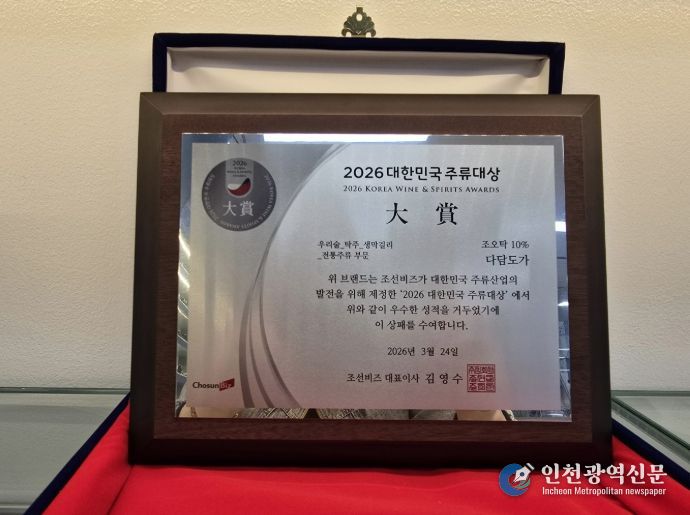 2026
KOREA
WINE & SPIRITS
AWARDS
大賞
2026 대한민국 주류대상
2026 KOREA WINE & SPIRITS AWARDS
大賞
우리술_탁주_생막걸리
_전통주류 부문
조오탁 10%
다담도가
위 브랜드는 조선비즈가 대한민국 주류산업의
발전을 위해 제정한 '2026 대한민국 주류대상' 에서
위와 같이 우수한 성적을 거두었기에
이 상패를 수여합니다.
2026년 3월 24일
조선비즈 대표이사 김영수
ChosunBiz
인천광역신문
Incheon Metropolitan newspaper